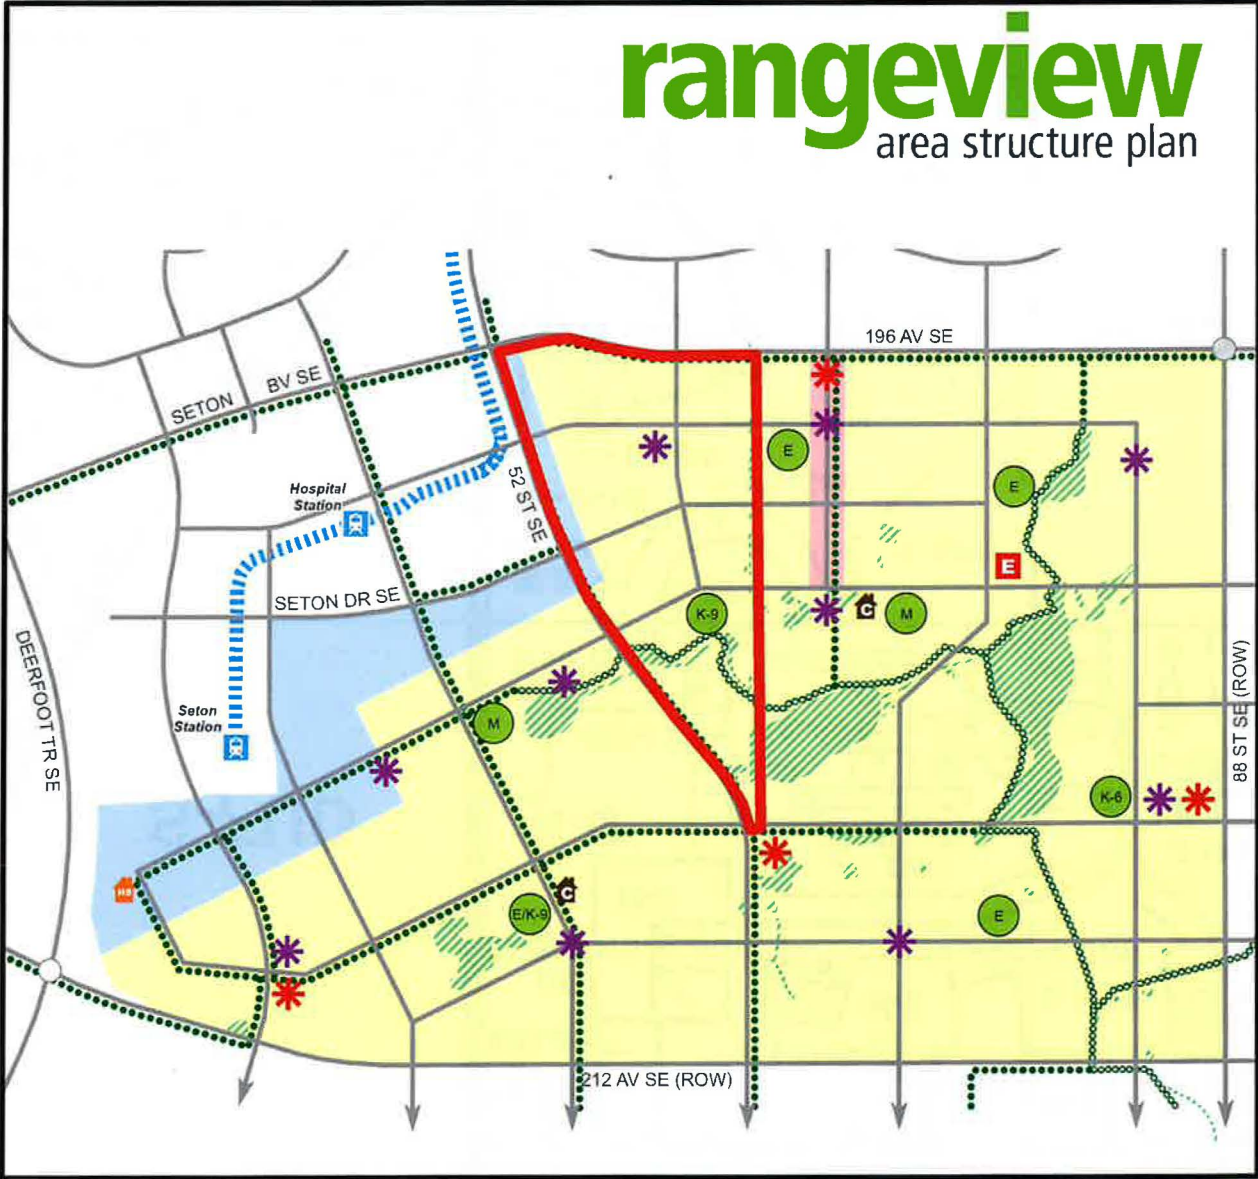 rangeview
area structure plan
196 AV SE
SETON BV SE
52 ST SE
Hospital
Station
SETON DR SE
Seton
Station
DEERFOOT TR SE
88 ST SE (ROW)
212 AV SE (ROW)
E
E
E
K-9
C
M
M
K-6
HS
E/K-9
C
E